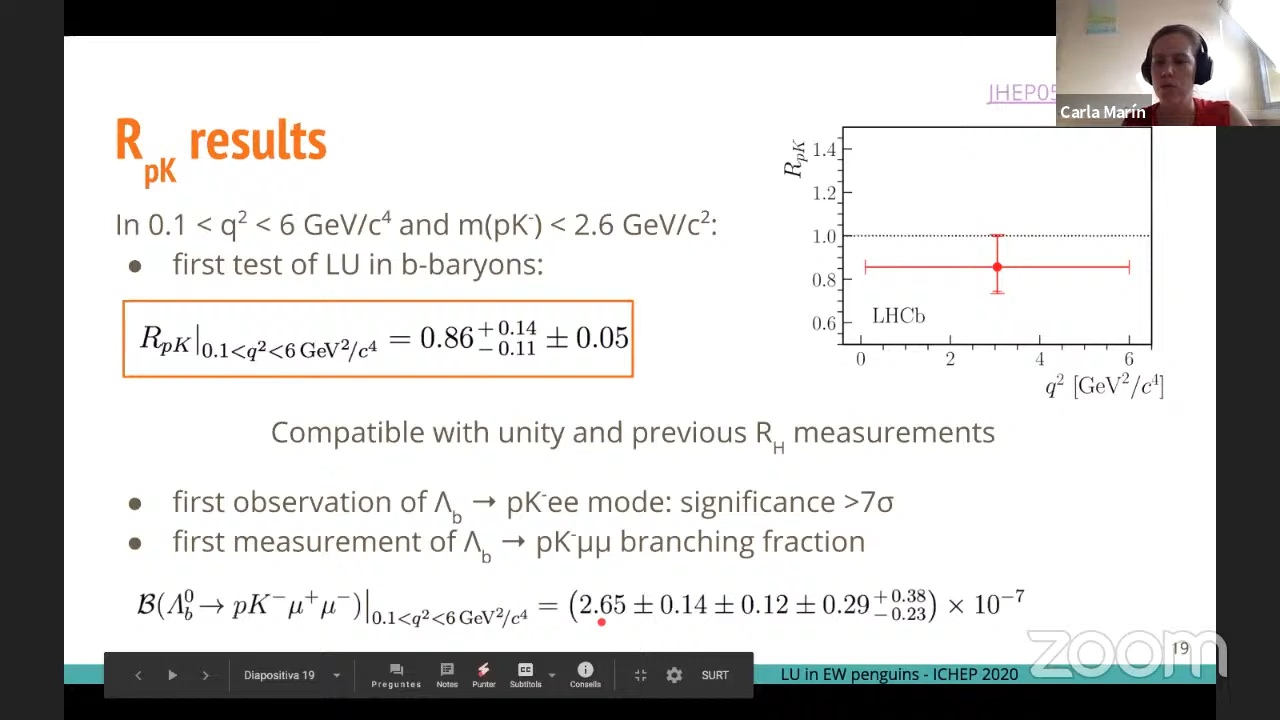 JHEP05
Carla Marín
R_pK results
In 0.1 < q² < 6 GeV/c⁴ and m(pK⁻) < 2.6 GeV/c²:
● first test of LU in b-baryons:
R_pK|_0.1<q²<6 GeV²/c⁴ = 0.86 +0.14 −0.11 ± 0.05
R_pK
1.4
1.2
1.0
0.8
0.6
LHCb
0 2 4 6
q² [GeV²/c⁴]
Compatible with unity and previous R_H measurements
● first observation of Λ_b → pK⁻ee mode: significance >7σ
● first measurement of Λ_b → pK⁻μμ branching fraction
ℬ(Λ_b⁰ → pK⁻μ⁺μ⁻)|_0.1<q²<6 GeV²/c⁴ = (2.65 ± 0.14 ± 0.12 ± 0.29 +0.38 −0.23) × 10⁻⁷
19
zoom
LU in EW penguins - ICHEP 2020
Diapositiva 19
Preguntes Notes Punter Subtítols Consells SURT